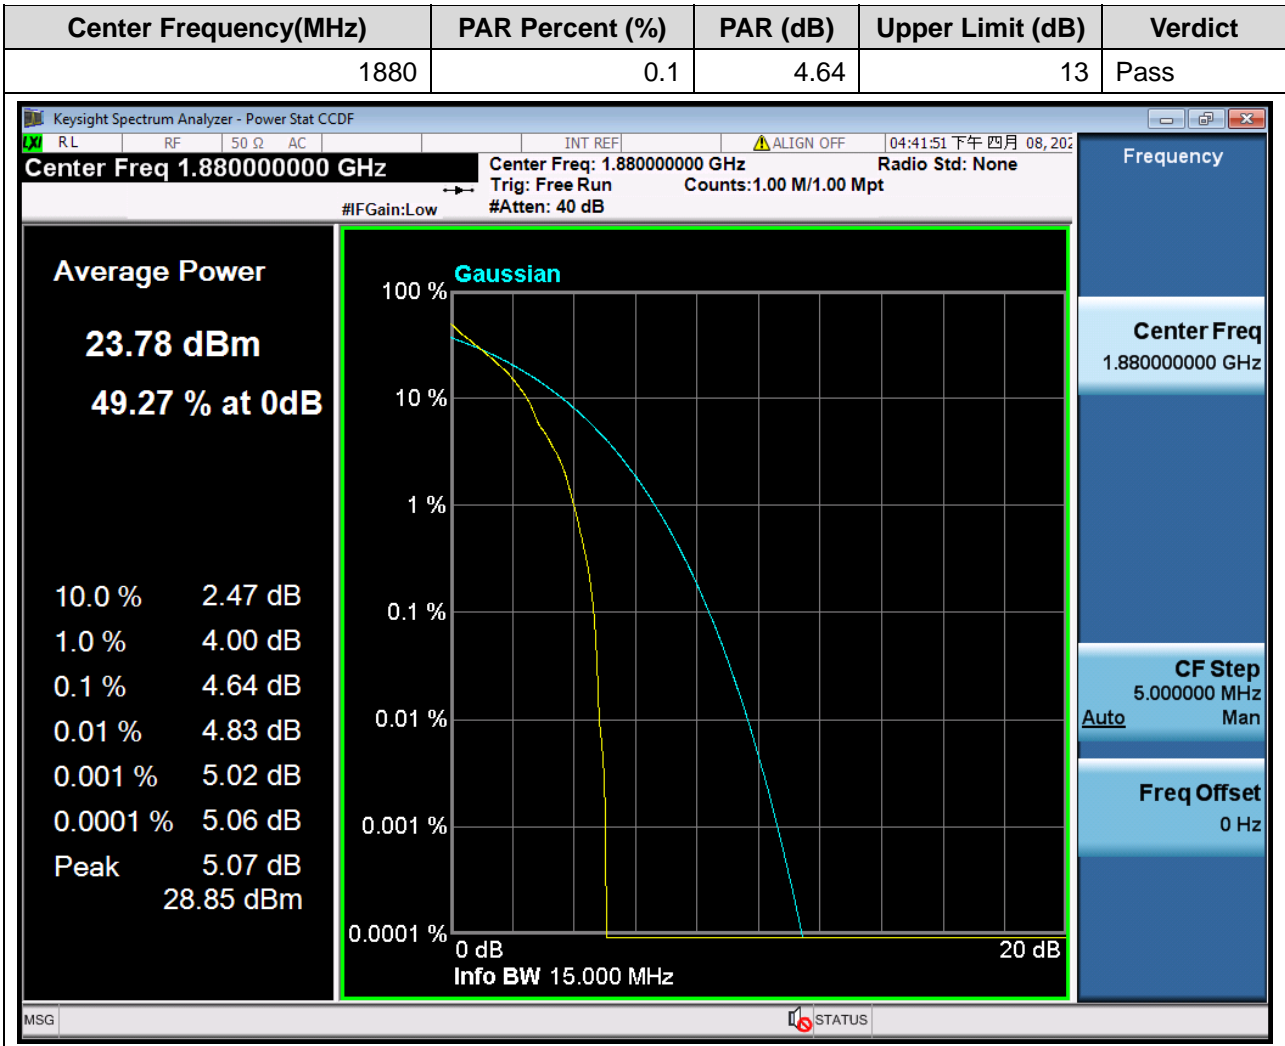 Center Frequency(MHz) PAR Percent (%) PAR (dB) Upper Limit (dB) Verdict
1880 0.1 4.64 13 Pass
Keysight Spectrum Analyzer - Power Stat CCDF
LXI RL RF 50 Ω AC INT REF ALIGN OFF 04:41:51 下午 四月 08, 202
Center Freq 1.880000000 GHz
Center Freq: 1.880000000 GHz Radio Std: None
Trig: Free Run Counts:1.00 M/1.00 Mpt
#IFGain:Low #Atten: 40 dB
Average Power
23.78 dBm
49.27 % at 0dB
10.0 % 2.47 dB
1.0 % 4.00 dB
0.1 % 4.64 dB
0.01 % 4.83 dB
0.001 % 5.02 dB
0.0001 % 5.06 dB
Peak 5.07 dB
28.85 dBm
Gaussian
100 %
10 %
1 %
0.1 %
0.01 %
0.001 %
0.0001 %
0 dB 20 dB
Info BW 15.000 MHz
Frequency
Center Freq
1.880000000 GHz
CF Step
5.000000 MHz
Auto Man
Freq Offset
0 Hz
MSG STATUS